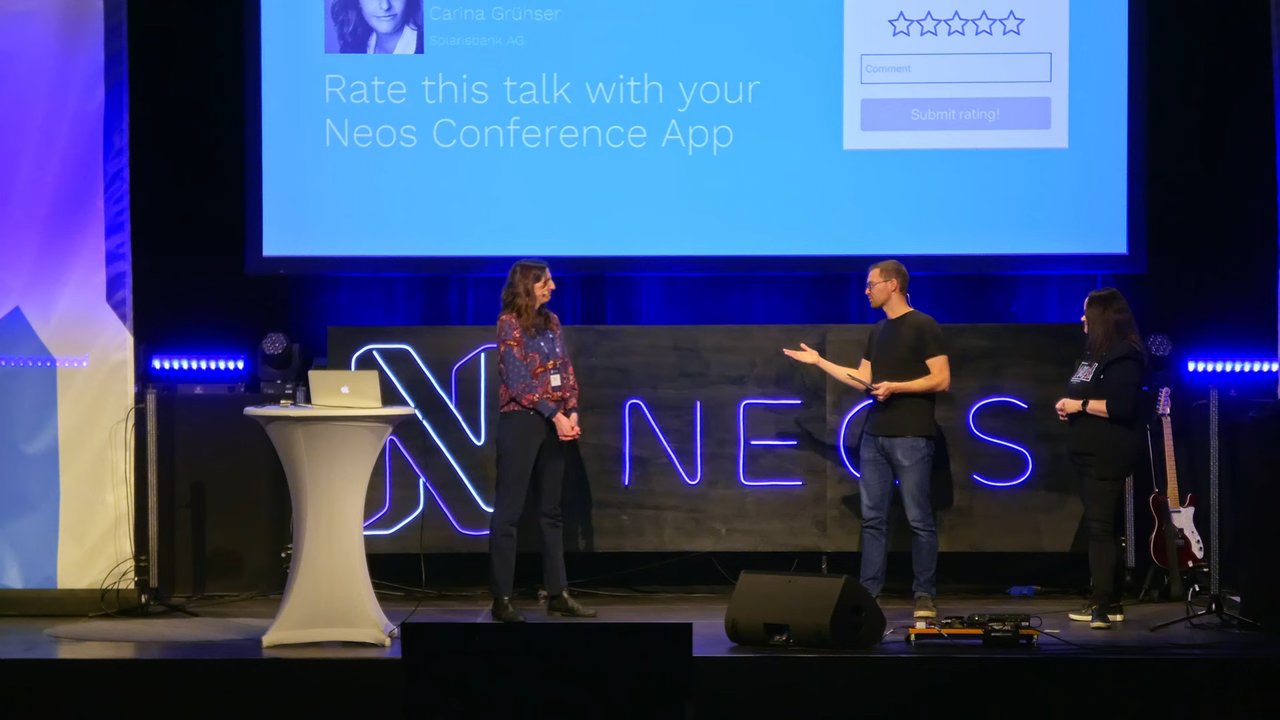 Carina Grünser
Solarisbank AG
Rate this talk with your
Neos Conference App
Comment
Submit rating!
NEOS